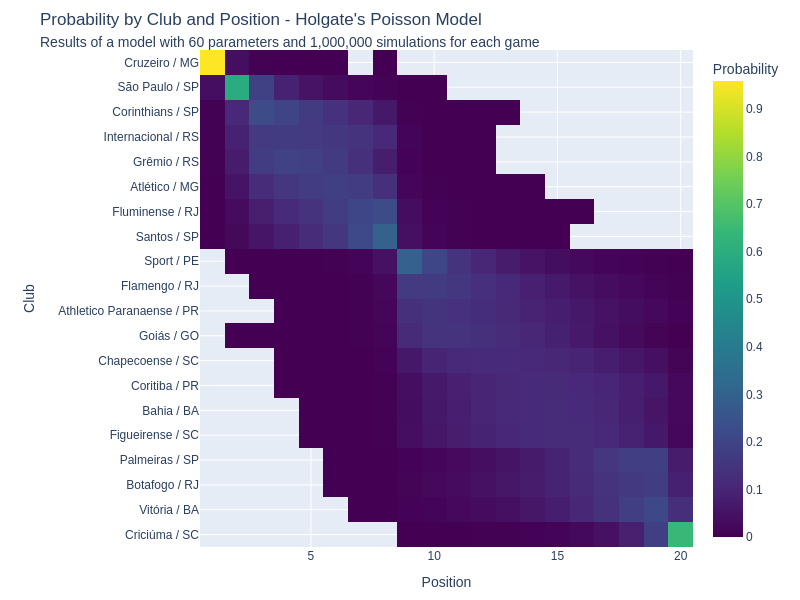 Probability by Club and Position - Holgate's Poisson Model
Results of a model with 60 parameters and 1,000,000 simulations for each game
Probability
Cruzeiro / MG
São Paulo / SP
Corinthians / SP
Internacional / RS
Grêmio / RS
Atlético / MG
Fluminense / RJ
Santos / SP
Sport / PE
Flamengo / RJ
Athletico Paranaense / PR
Goiás / GO
Chapecoense / SC
Coritiba / PR
Bahia / BA
Figueirense / SC
Palmeiras / SP
Botafogo / RJ
Vitória / BA
Criciúma / SC
Club
5
10
15
20
Position
0.9
0.8
0.7
0.6
0.5
0.4
0.3
0.2
0.1
0